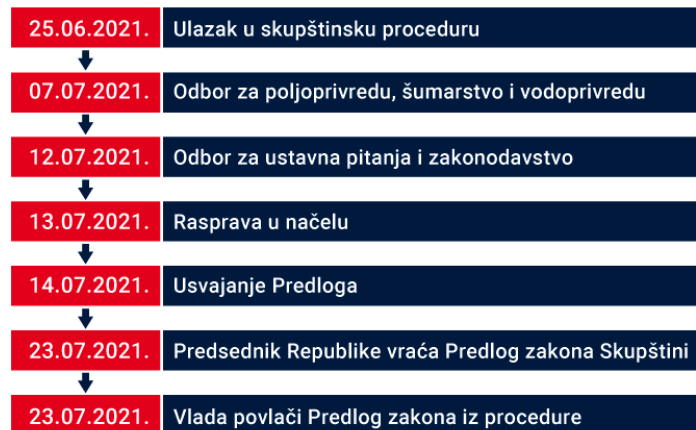 25.06.2021. Ulazak u skupštinsku proceduru
07.07.2021. Odbor za poljoprivredu, šumarstvo i vodoprivredu
12.07.2021. Odbor za ustavna pitanja i zakonodavstvo
13.07.2021. Rasprava u načelu
14.07.2021. Usvajanje Predloga
23.07.2021. Predsednik Republike vraća Predlog zakona Skupštini
23.07.2021. Vlada povlači Predlog zakona iz procedure